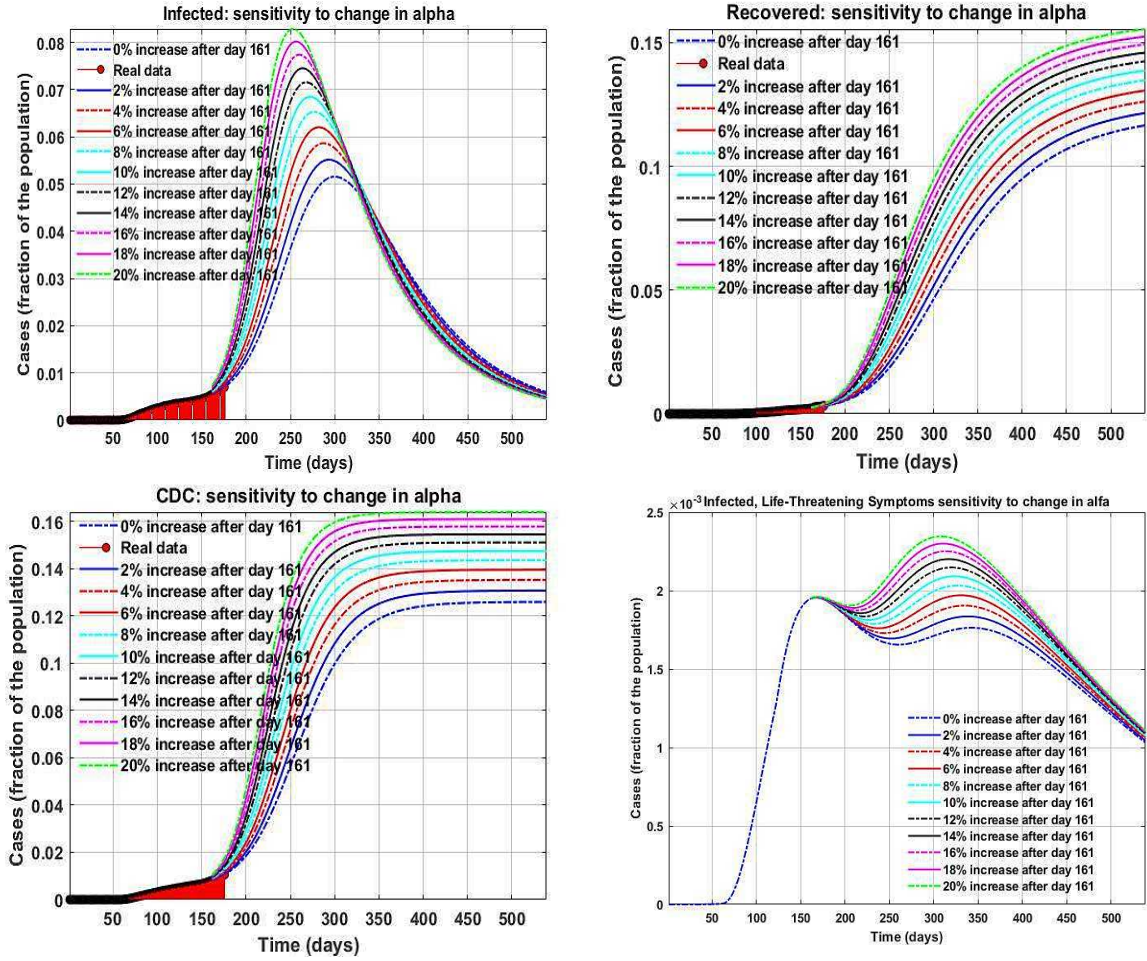 Infected: sensitivity to change in alpha
Cases (fraction of the population)
0.08
0.07
0.06
0.05
0.04
0.03
0.02
0.01
0
0% increase after day 161
Real data
2% increase after day 161
4% increase after day 161
6% increase after day 161
8% increase after day 161
10% increase after day 161
12% increase after day 161
14% increase after day 161
16% increase after day 161
18% increase after day 161
20% increase after day 161
50 100 150 200 250 300 350 400 450 500
Time (days)
Recovered: sensitivity to change in alpha
Cases (fraction of the population)
0.15
0.1
0.05
0
0% increase after day 161
Real data
2% increase after day 161
4% increase after day 161
6% increase after day 161
8% increase after day 161
10% increase after day 161
12% increase after day 161
14% increase after day 161
16% increase after day 161
18% increase after day 161
20% increase after day 161
50 100 150 200 250 300 350 400 450 500
Time (days)
CDC: sensitivity to change in alpha
Cases (fraction of the population)
0.16
0.14
0.12
0.1
0.08
0.06
0.04
0.02
0
0% increase after day 161
Real data
2% increase after day 161
4% increase after day 161
6% increase after day 161
8% increase after day 161
10% increase after day 161
12% increase after day 161
14% increase after day 161
16% increase after day 161
18% increase after day 161
20% increase after day 161
50 100 150 200 250 300 350 400 450 500
Time (days)
×10⁻³ Infected, Life-Threatening Symptoms sensitivity to change in alfa
Cases (fraction of the population)
2.5
2
1.5
1
0.5
0
0% increase after day 161
2% increase after day 161
4% increase after day 161
6% increase after day 161
8% increase after day 161
10% increase after day 161
12% increase after day 161
14% increase after day 161
16% increase after day 161
18% increase after day 161
20% increase after day 161
50 100 150 200 250 300 350 400 450 500
Time (days)